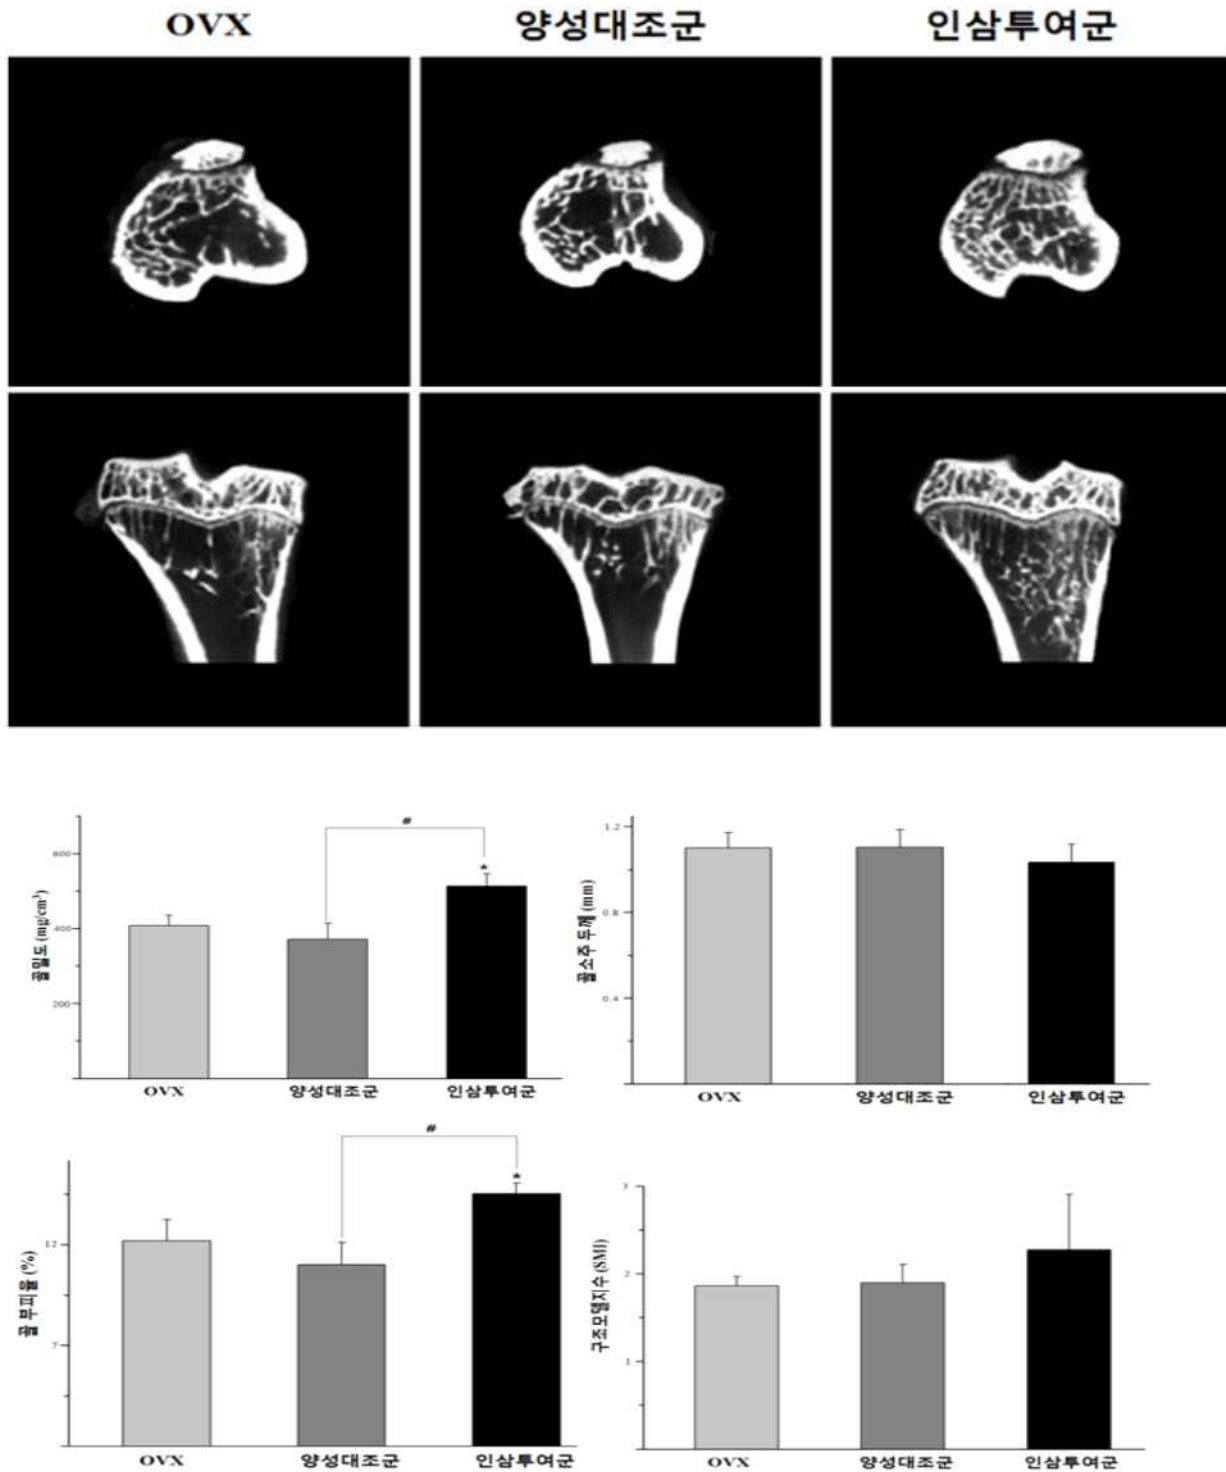 OVX 양성대조군 인삼투여군
#
*
600
400
200
골밀도 (mg/cm³)
OVX 양성대조군 인삼투여군
1.2
0.8
0.4
골소주 두께 (mm)
OVX 양성대조군 인삼투여군
#
*
12
7
골 부피율 (%)
OVX 양성대조군 인삼투여군
3
2
1
구조모델지수 (SMI)
OVX 양성대조군 인삼투여군